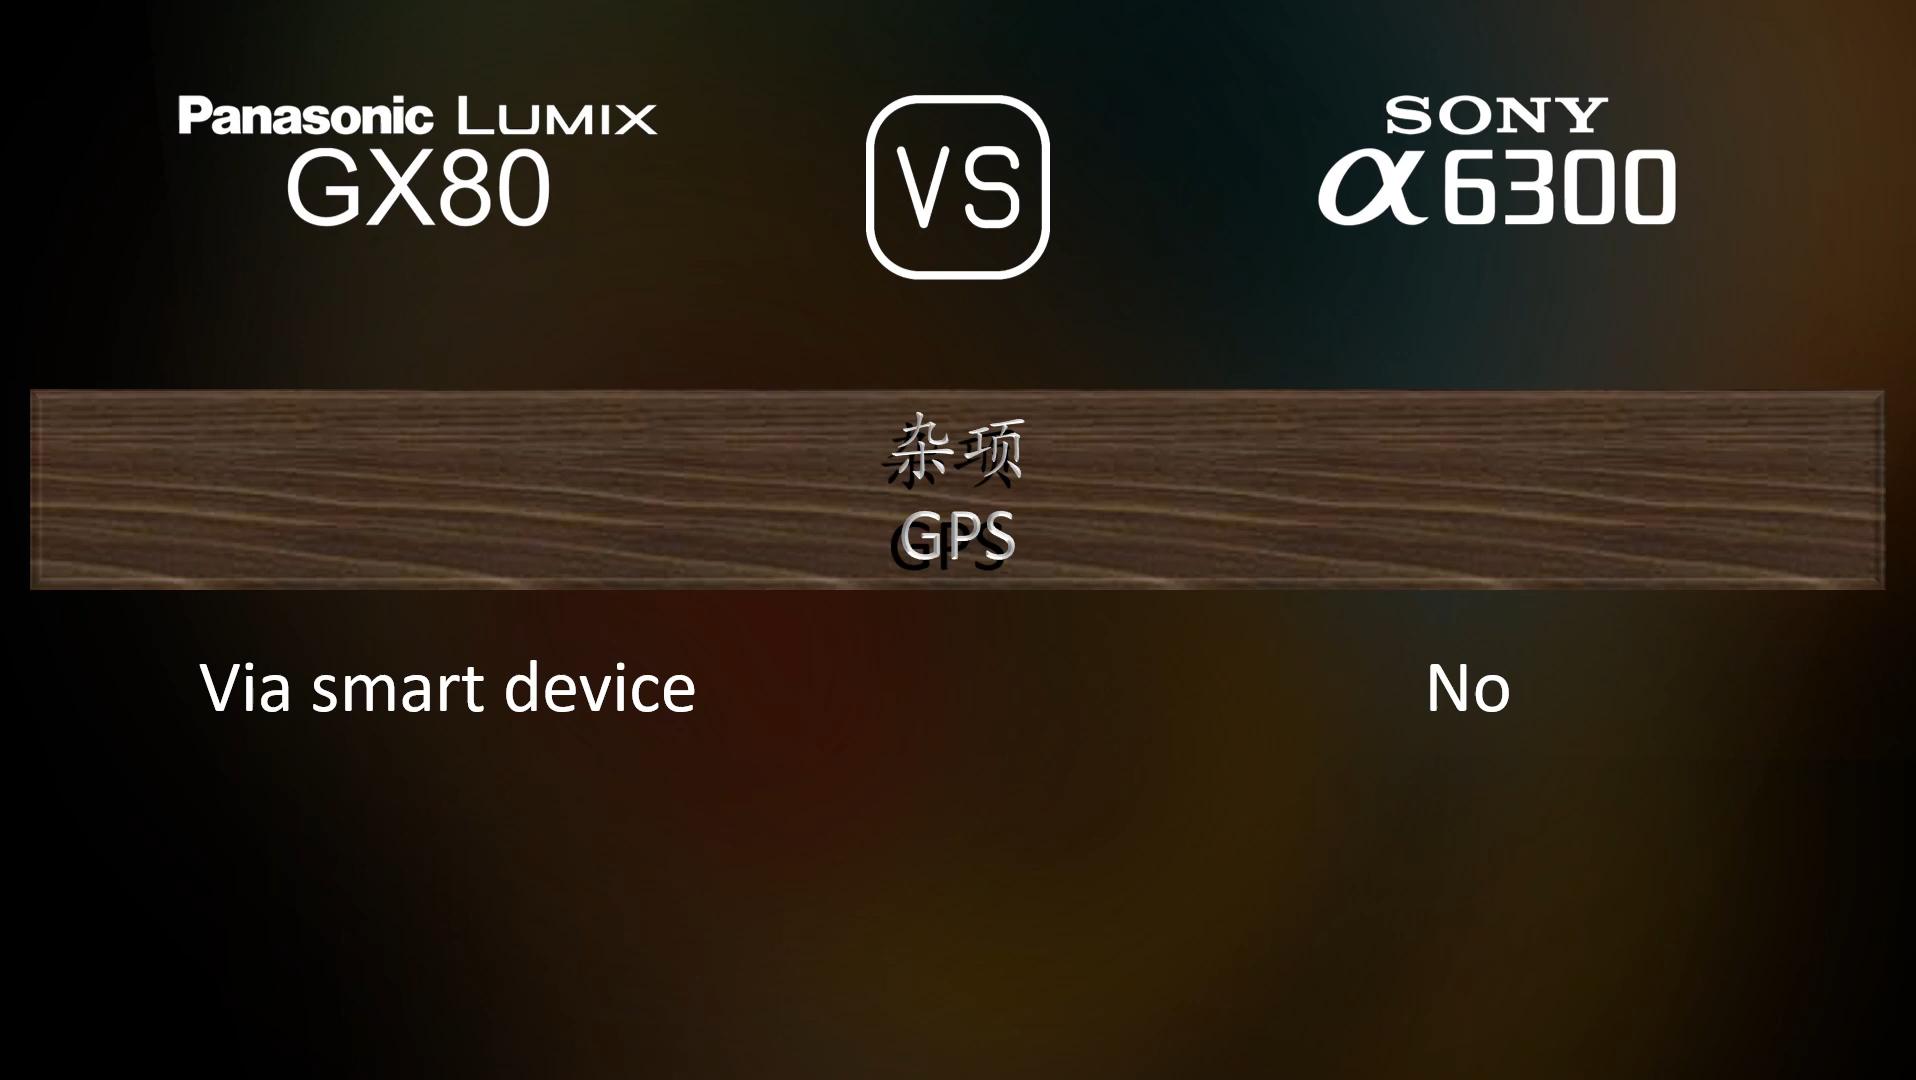 Panasonic LUMIX
GX80
VS
SONY
α6300
杂项
GPS
Via smart device
No